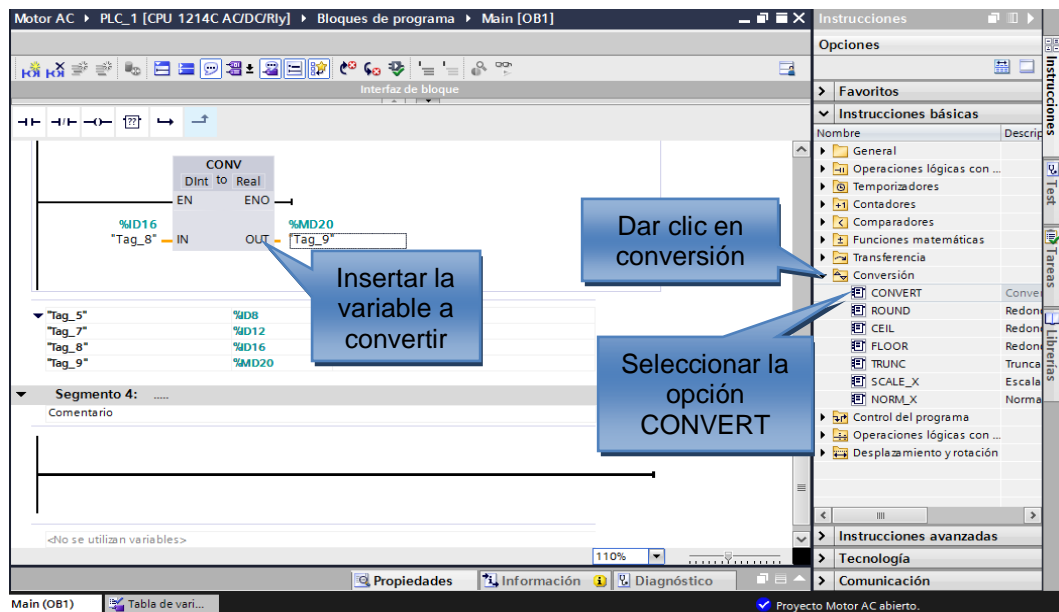 Motor AC ▸ PLC_1 [CPU 1214C AC/DC/Rly] ▸ Bloques de programa ▸ Main [OB1]
Interfaz de bloque
CONV
DInt to Real
EN ENO
%ID16 %MD20
"Tag_8" IN OUT "Tag_9"
Insertar la
variable a
convertir
"Tag_5" %ID8
"Tag_7" %ID12
"Tag_8" %ID16
"Tag_9" %MD20
Segmento 4: .....
Comentario
<No se utilizan variables>
110%
Propiedades Información Diagnóstico
Main (OB1) Tabla de vari...
Proyecto Motor AC abierto.
Instrucciones
Opciones
Favoritos
Instrucciones básicas
Nombre Descrip
General
Operaciones lógicas con ...
Temporizadores
Contadores
Comparadores
Funciones matemáticas
Transferencia
Conversión
CONVERT Conve
ROUND Redon
CEIL Redon
FLOOR Redon
TRUNC Trunca
SCALE_X Escala
NORM_X Norma
Control del programa
Operaciones lógicas con ...
Desplazamiento y rotación
Instrucciones avanzadas
Tecnología
Comunicación
Dar clic en
conversión
Seleccionar la
opción
CONVERT
Instrucciones
Test
Tareas
Librerías